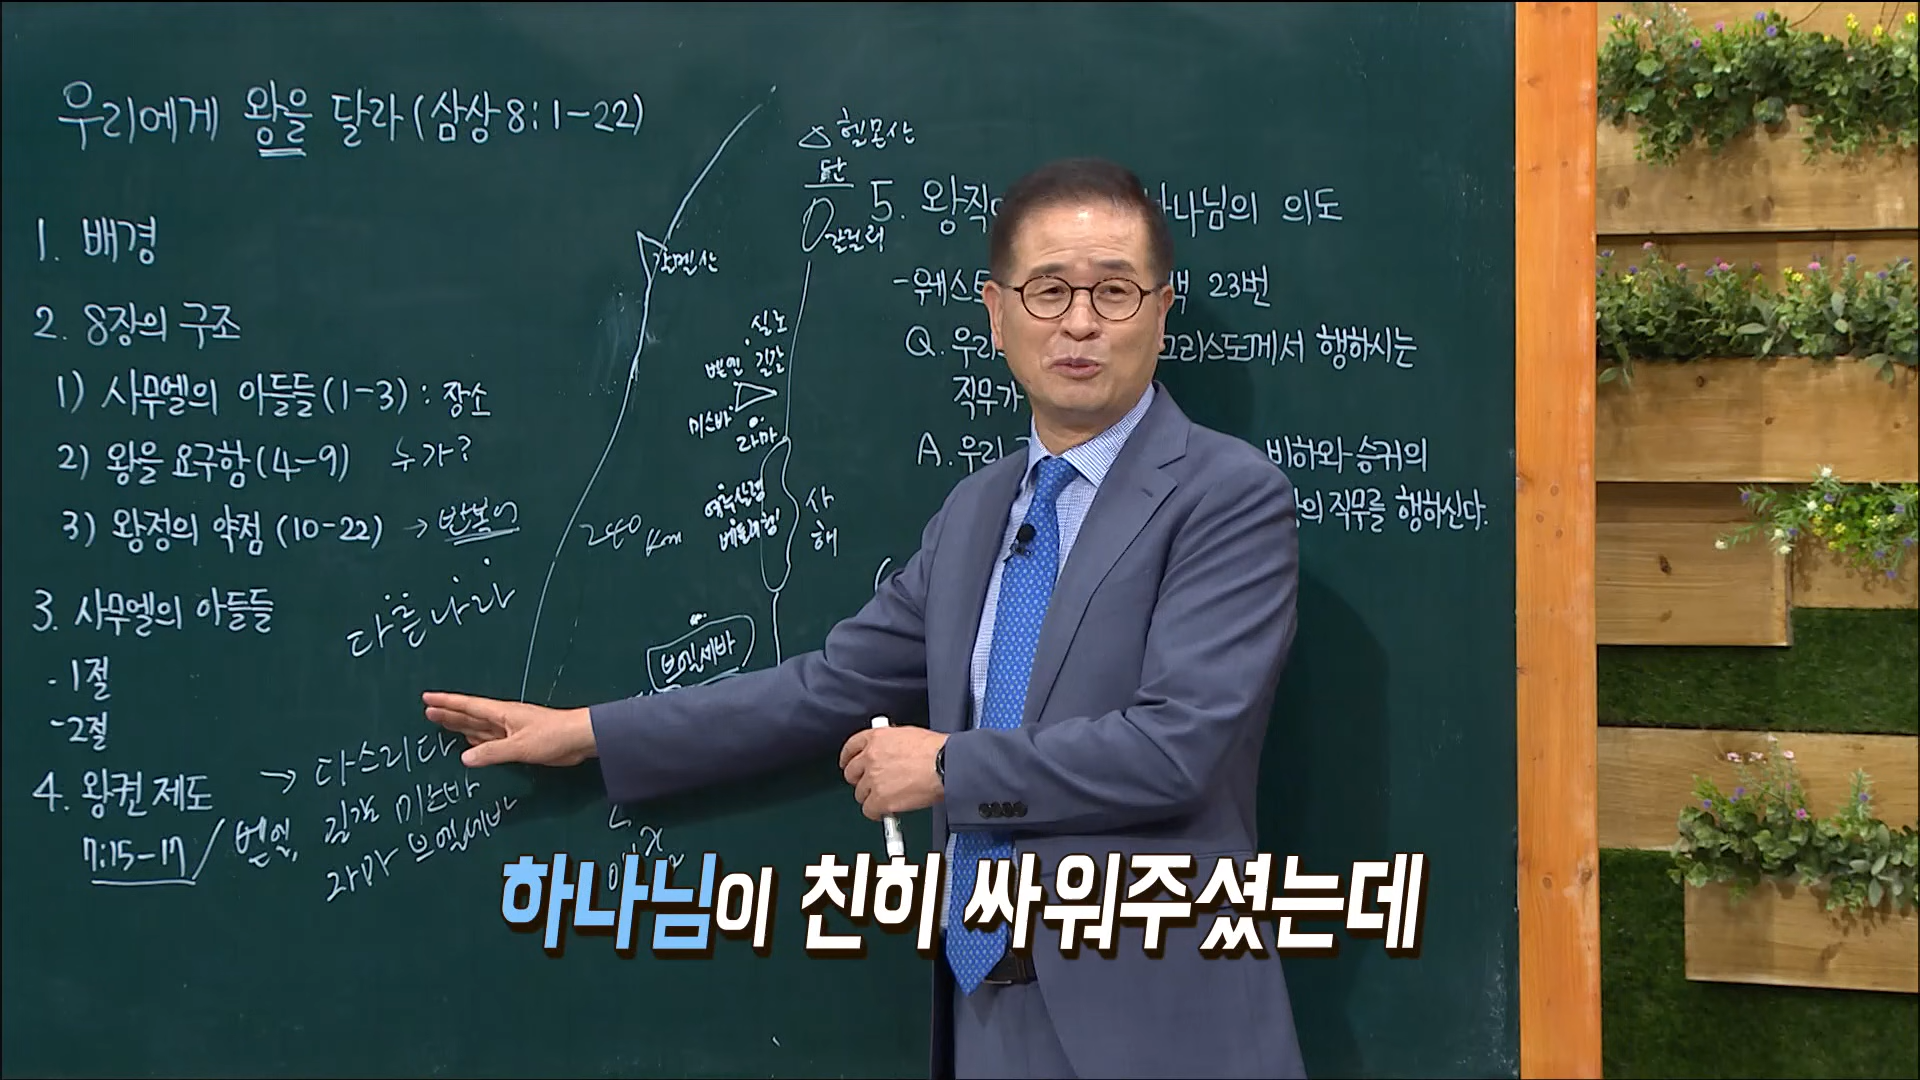 우리에게 왕을 달라 (삼상 8:1-22)
1. 배경
2. 8장의 구조
1) 사무엘의 아들들 (1-3) : 장소
2) 왕을 요구함 (4-9) 누가?
3) 왕정의 약점 (10-22) → 반복어
다른 나라
3. 사무엘의 아들들
- 1절
- 2절
4. 왕권 제도 → 다스리다
7:15-17 / 벧엘, 길갈 미스바
라마 브엘세바
헬몬산
단
갈릴리
갈멜산
실로
벧엘 길갈
미스바
라마
사해
베들레헴
240 km
브엘세바
5. 왕직 하나님의 의도
23번
Q. 우리 그리스도께서 행하시는
직무가
A. 우리 비하와 승귀의
의 직무를 행하신다.
하나님이 친히 싸워주셨는데